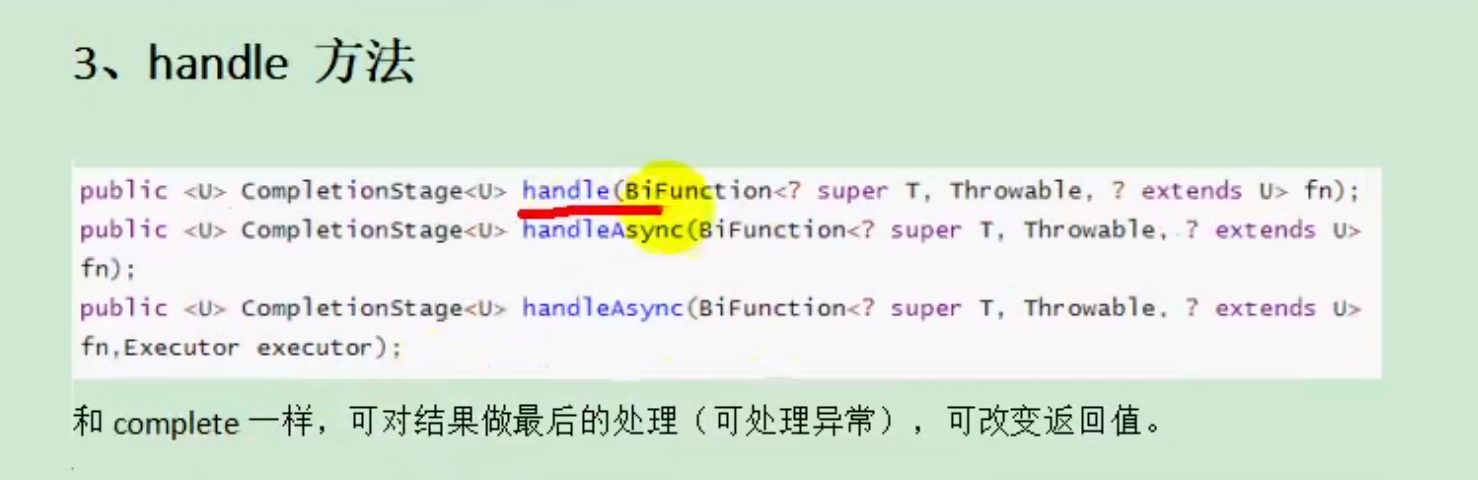 3、handle 方法
public <U> CompletionStage<U> handle(BiFunction<? super T, Throwable, ? extends U> fn);
public <U> CompletionStage<U> handleAsync(BiFunction<? super T, Throwable, ? extends U>
fn);
public <U> CompletionStage<U> handleAsync(BiFunction<? super T, Throwable, ? extends U>
fn,Executor executor);
和 complete 一样，可对结果做最后的处理（可处理异常），可改变返回值。